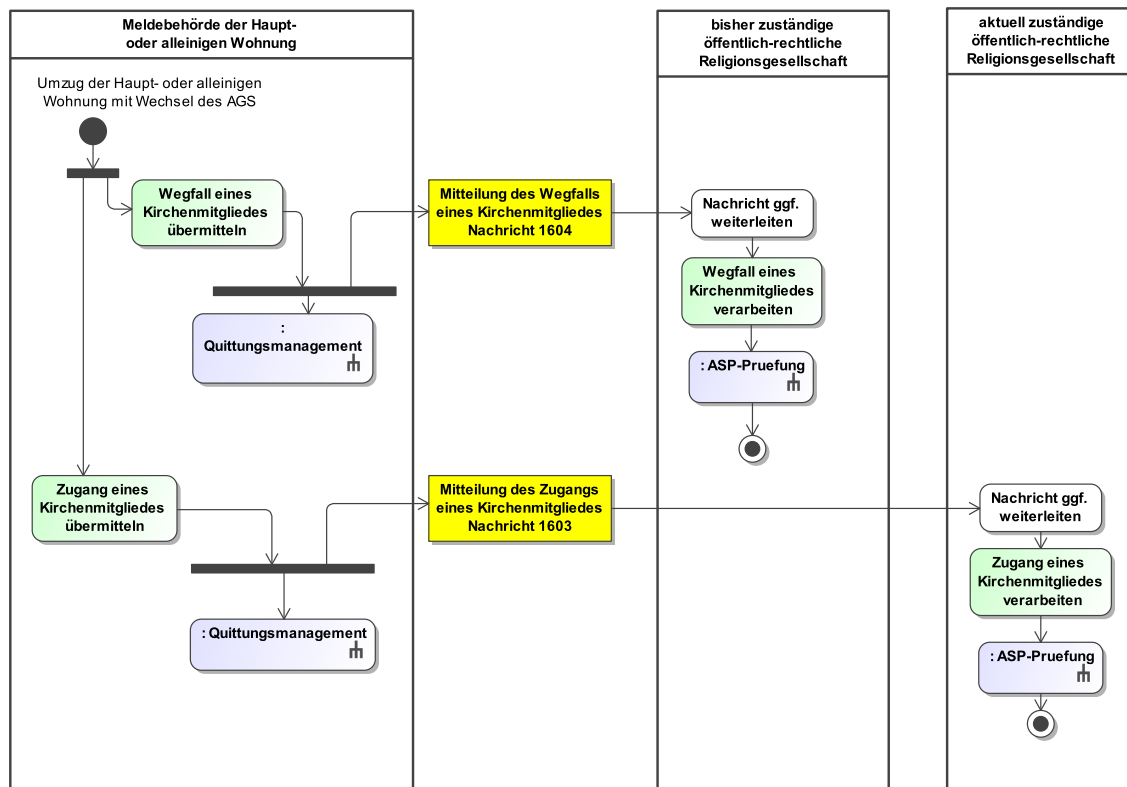 Meldebehörde der Haupt-
oder alleinigen Wohnung
bisher zuständige
öffentlich-rechtliche
Religionsgesellschaft
aktuell zuständige
öffentlich-rechtliche
Religionsgesellschaft
Umzug der Haupt- oder alleinigen
Wohnung mit Wechsel des AGS
Wegfall eines
Kirchenmitgliedes
übermitteln
Mitteilung des Wegfalls
eines Kirchenmitgliedes
Nachricht 1604
Nachricht ggf.
weiterleiten
Wegfall eines
Kirchenmitgliedes
verarbeiten
:
Quittungsmanagement
: ASP-Pruefung
Zugang eines
Kirchenmitgliedes
übermitteln
Mitteilung des Zugangs
eines Kirchenmitgliedes
Nachricht 1603
Nachricht ggf.
weiterleiten
Zugang eines
Kirchenmitgliedes
verarbeiten
: Quittungsmanagement
: ASP-Pruefung